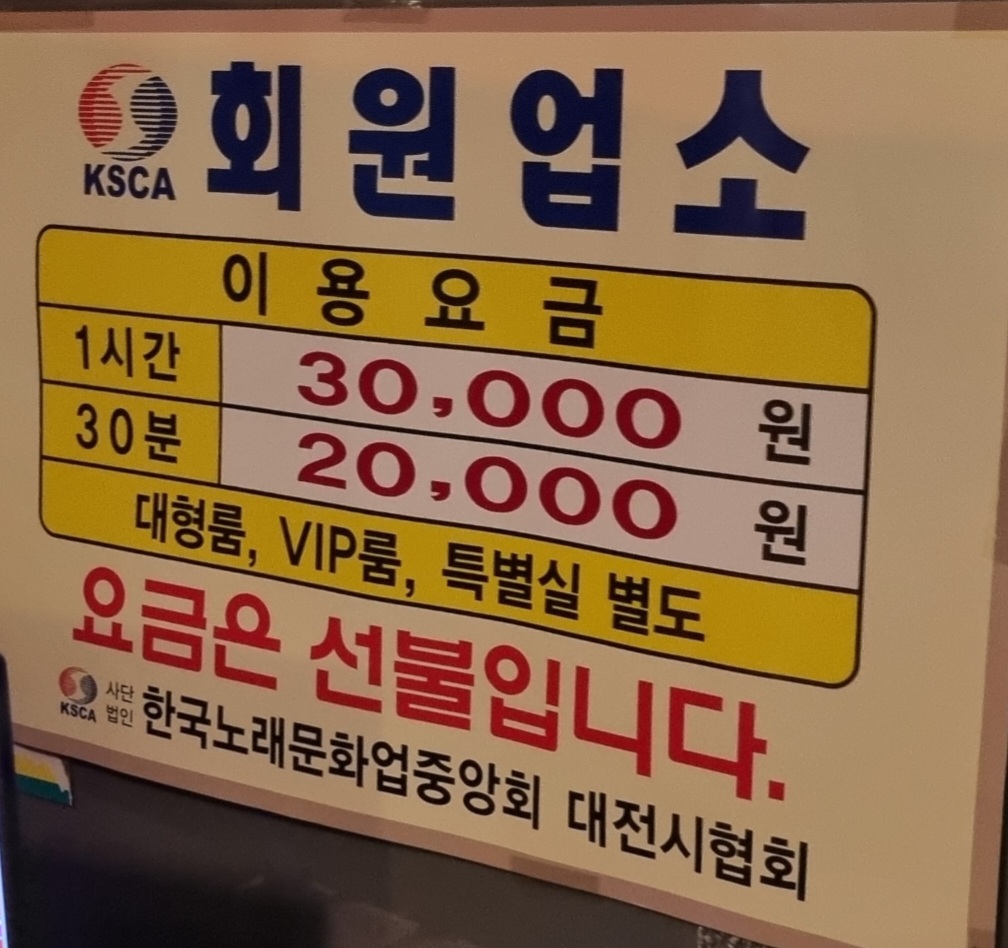 KSCA 회원업소
이용요금
1시간 30,000 원
30분 20,000 원
대형룸, VIP룸, 특별실 별도
요금은 선불입니다.
KSCA 사단법인 한국노래문화업중앙회 대전시협회